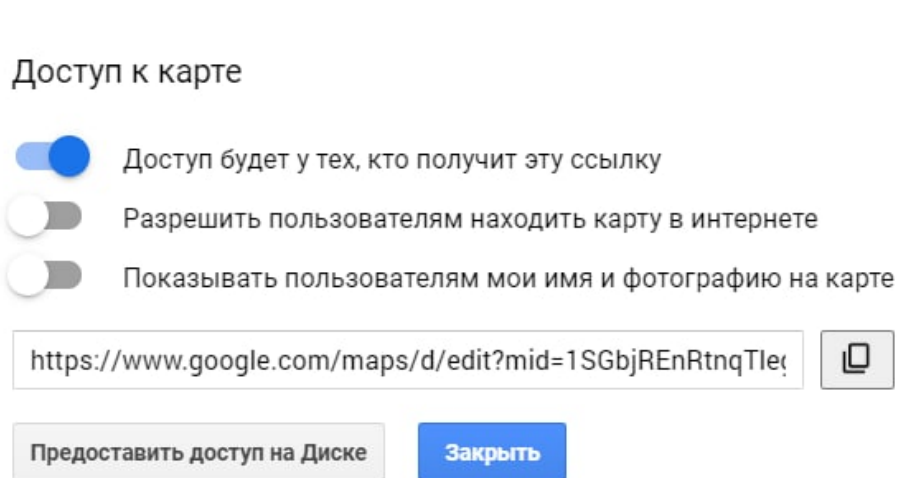 Доступ к карте
Доступ будет у тех, кто получит эту ссылку
Разрешить пользователям находить карту в интернете
Показывать пользователям мои имя и фотографию на карте
https://www.google.com/maps/d/edit?mid=1SGbjREnRtnqTleg
Предоставить доступ на Диске
Закрыть